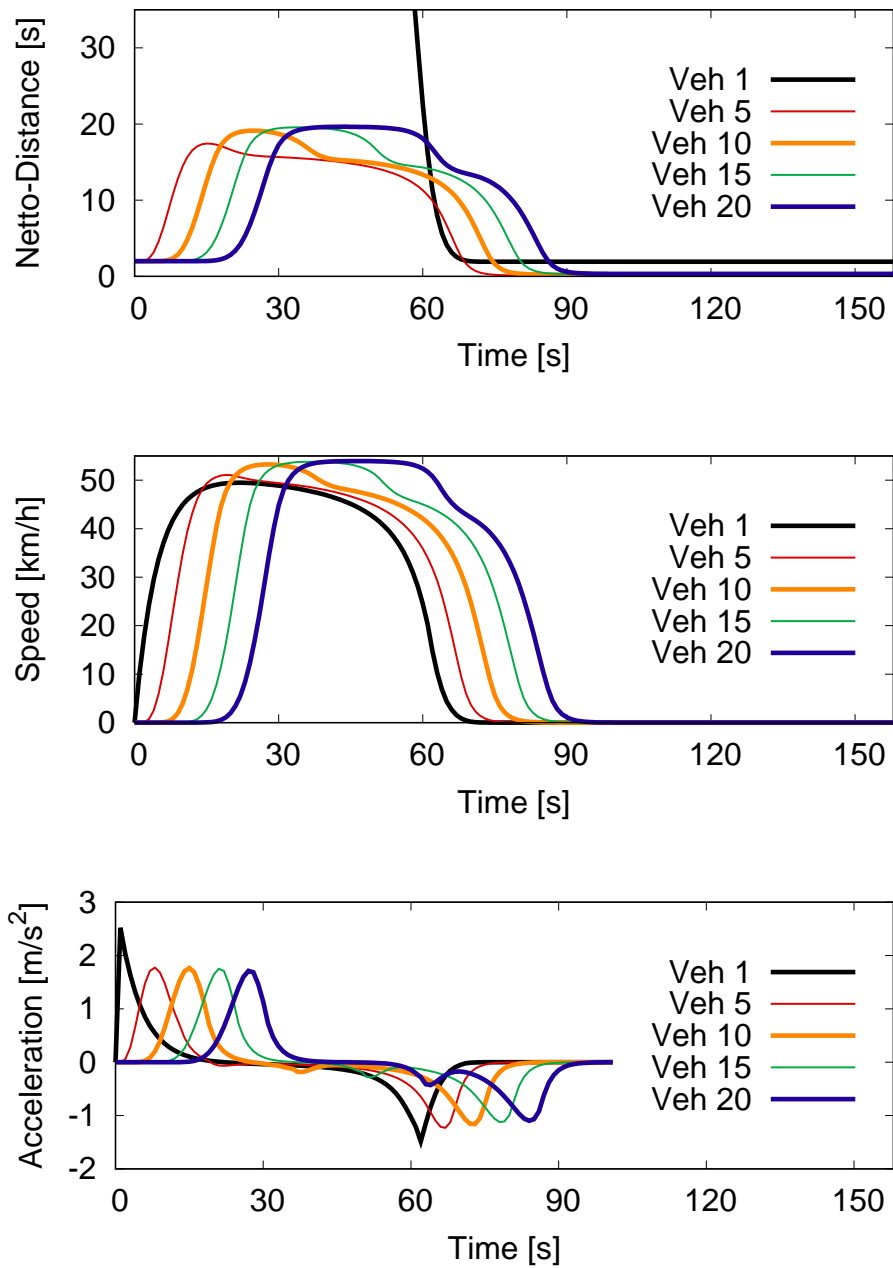 Netto-Distance [s]
30
20
10
0
Veh 1
Veh 5
Veh 10
Veh 15
Veh 20
0 30 60 90 120 150
Time [s]
Speed [km/h]
50
40
30
20
10
0
Veh 1
Veh 5
Veh 10
Veh 15
Veh 20
0 30 60 90 120 150
Time [s]
Acceleration [m/s²]
3
2
1
0
-1
-2
Veh 1
Veh 5
Veh 10
Veh 15
Veh 20
0 30 60 90 120 150
Time [s]